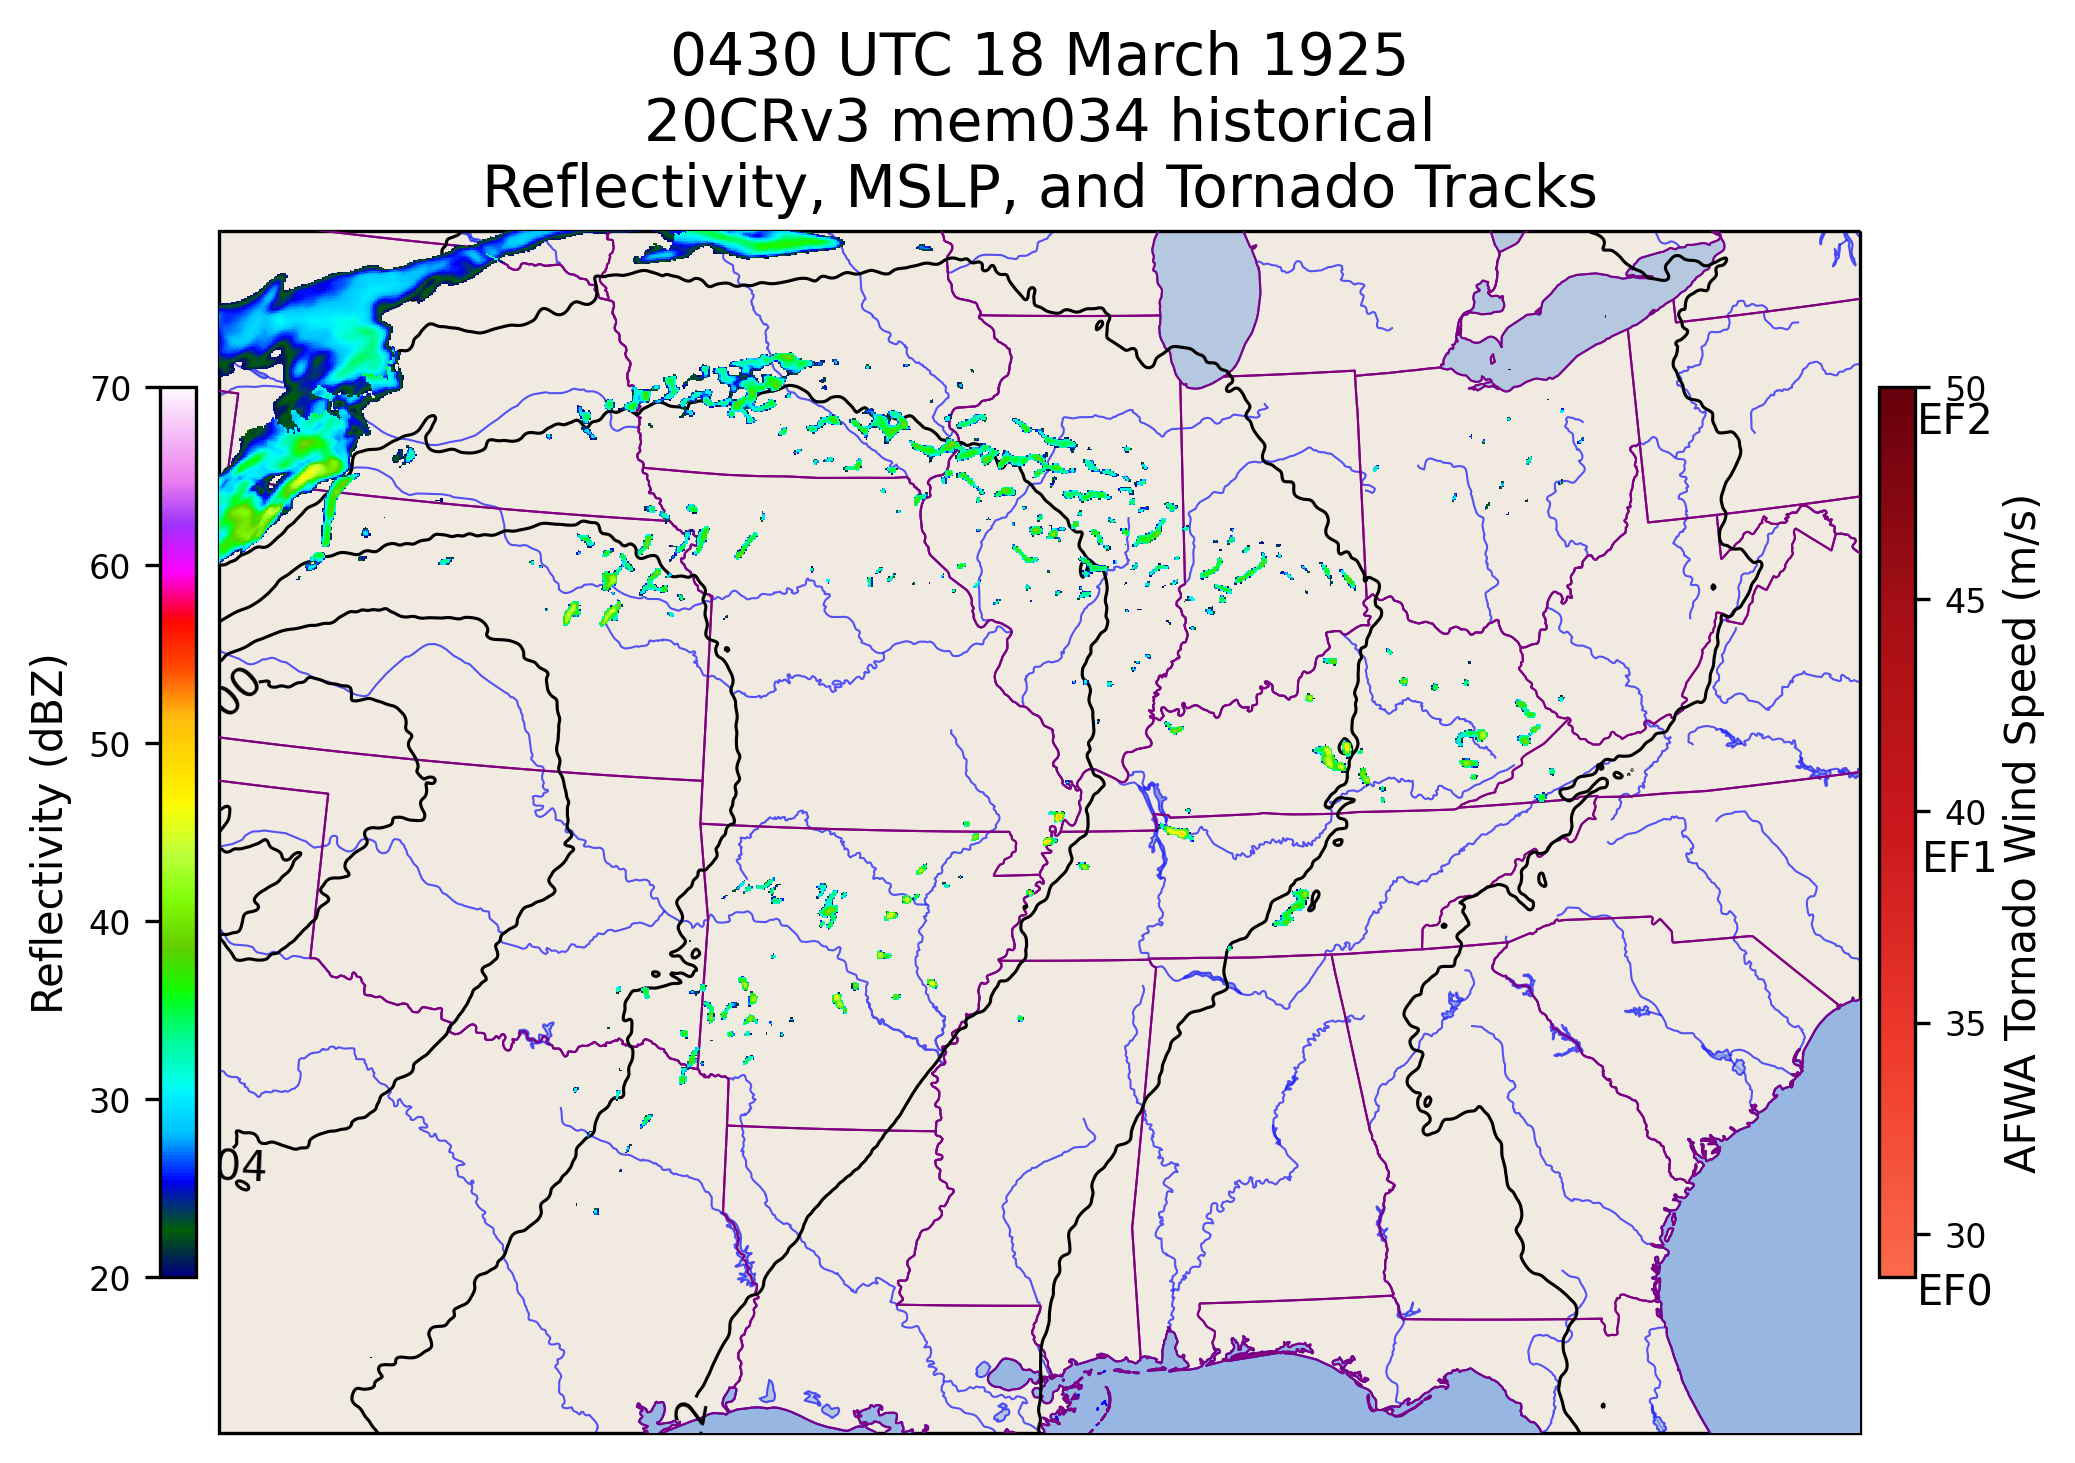 0430 UTC 18 March 1925
20CRv3 mem034 historical
Reflectivity, MSLP, and Tornado Tracks
Reflectivity (dBZ)
70
60
50
40
30
20
00
04
2
50
EF2
45
40
EF1
35
30
EF0
AFWA Tornado Wind Speed (m/s)